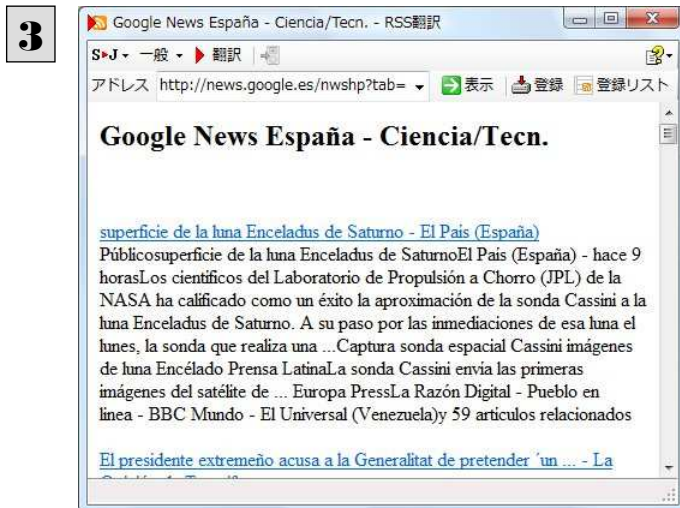 3
Google News España - Ciencia/Tecn. - RSS翻訳
S▶J 一般 翻訳
アドレス http://news.google.es/nwshp?tab= 表示 登録 登録リスト
Google News España - Ciencia/Tecn.
superficie de la luna Enceladus de Saturno - El País (España)
Públicosuperficie de la luna Enceladus de SaturnoEl País (España) - hace 9
horasLos científicos del Laboratorio de Propulsión a Chorro (JPL) de la
NASA ha calificado como un éxito la aproximación de la sonda Cassini a la
luna Enceladus de Saturno. A su paso por las inmediaciones de esa luna el
lunes, la sonda que realiza una ...Captura sonda espacial Cassini imágenes
de luna Encélado Prensa LatinaLa sonda Cassini envía las primeras
imágenes del satélite de ... Europa PressLa Razón Digital - Pueblo en
linea - BBC Mundo - El Universal (Venezuela)y 59 artículos relacionados
El presidente extremeño acusa a la Generalitat de pretender ´un ... - La